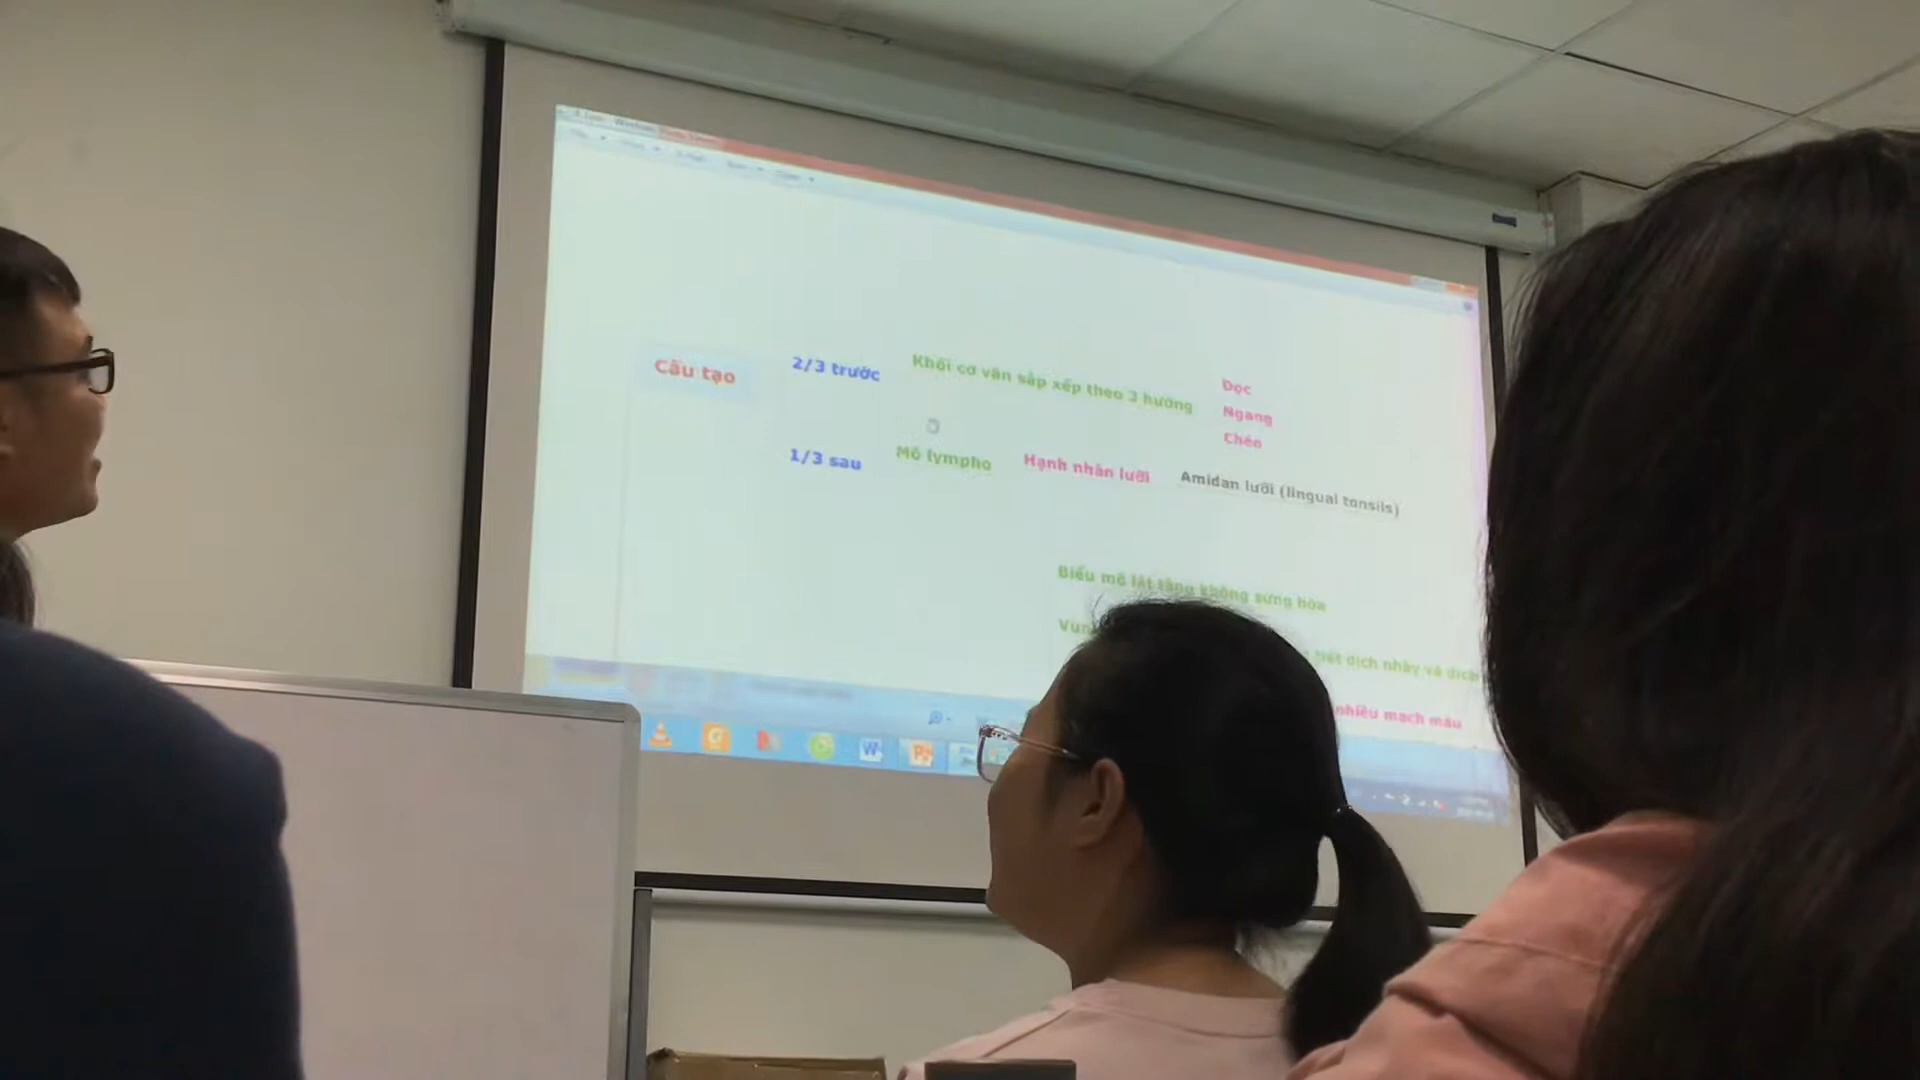 Cấu tạo
2/3 trước
Khối cơ vân sắp xếp theo 3 hướng
Dọc
Ngang
Chéo
1/3 sau
Mô lympho
Hạnh nhân lưỡi
Amidan lưỡi (lingual tonsils)
Biểu mô lát tầng không sừng hóa
tiết dịch nhầy và dịch
nhiều mạch máu